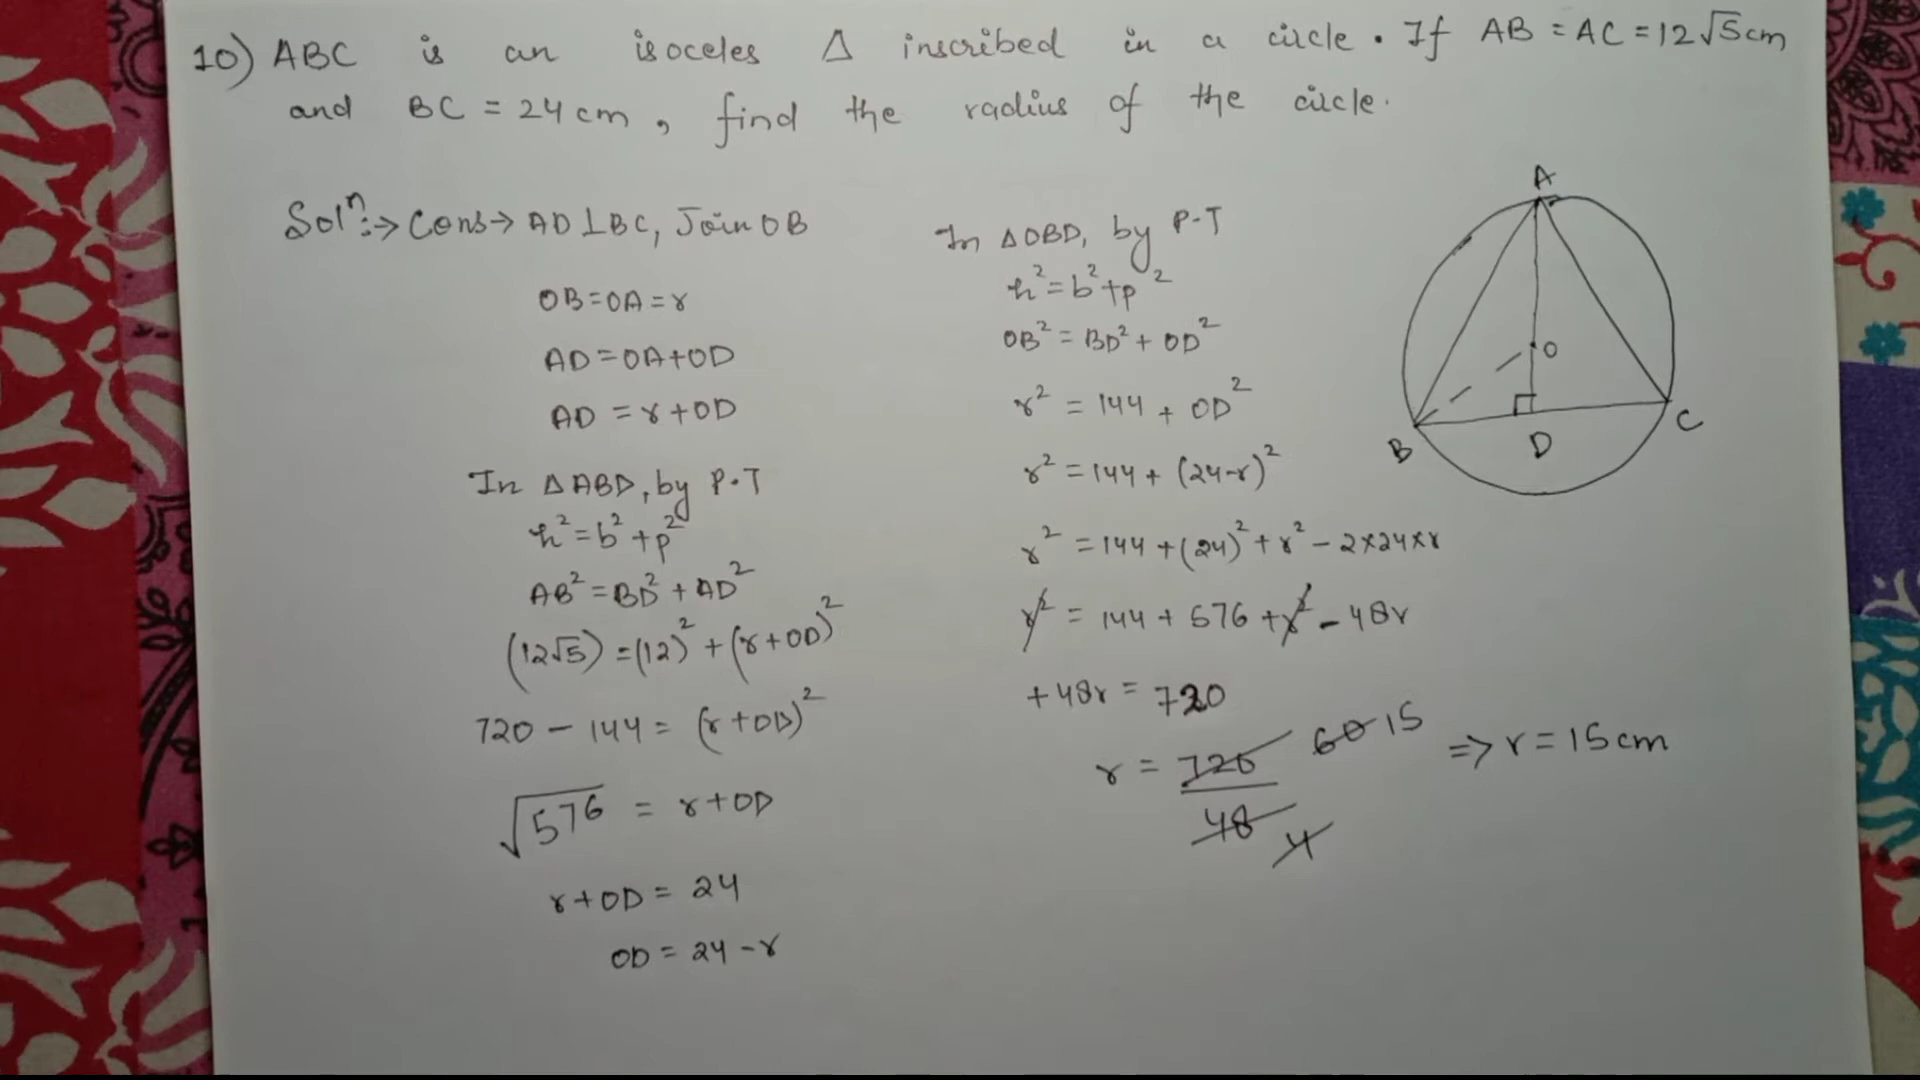 10) ABC is an isoceles Δ inscribed in a circle. If AB = AC = 12√5 cm
and BC = 24 cm, find the radius of the circle.
Solⁿ:→ Cons→ AD⊥BC, Join OB
OB=OA=r
AD=OA+OD
AD = r+OD
In ΔABD, by P.T
h²=b²+p²
AB²=BD²+AD²
(12√5)=(12)²+(r+OD)²
720 - 144 = (r+OD)²
√576 = r+OD
r+OD = 24
OD = 24-r
In ΔOBD, by P-T
h²=b²+p²
OB² = BD²+OD²
r² = 144 + OD²
r² = 144 + (24-r)²
r² = 144 + (24)² + r² - 2×24×r
r² = 144 + 576 + r² - 48r
+48r = 720
r = 720 60 15 ⇒ r = 15cm
48 4
A
O
B
D
C